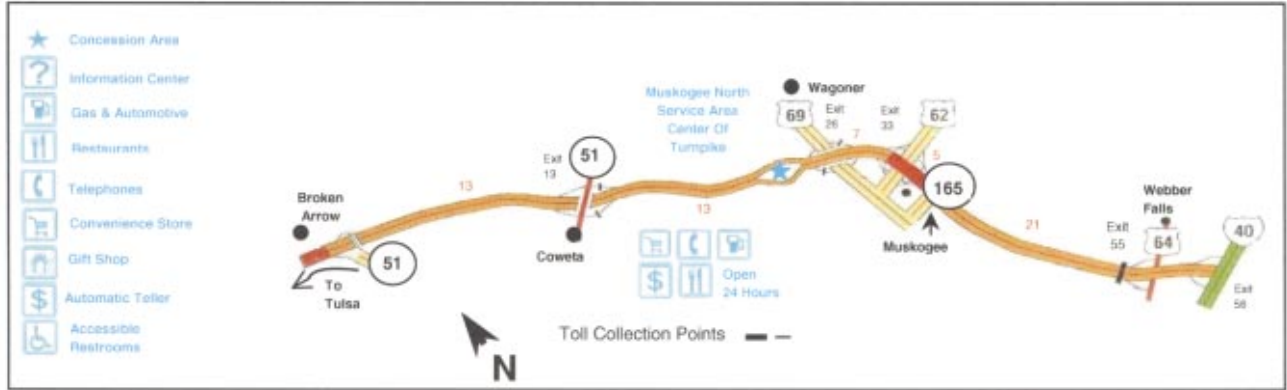 Concession Area
?
Information Center
Gas & Automotive
Restaurants
Telephones
Convenience Store
Gift Shop
$
Automatic Teller
Accessible
Restrooms
Broken
Arrow
51
To
Tulsa
13
Exit
13
51
Coweta
13
Muskogee North
Service Area
Center Of
Turnpike
$
Open
24 Hours
Wagoner
69
Exit
26
7
Exit
33
62
5
165
Muskogee
21
Exit
55
Webber
Falls
64
40
Exit
58
N
Toll Collection Points